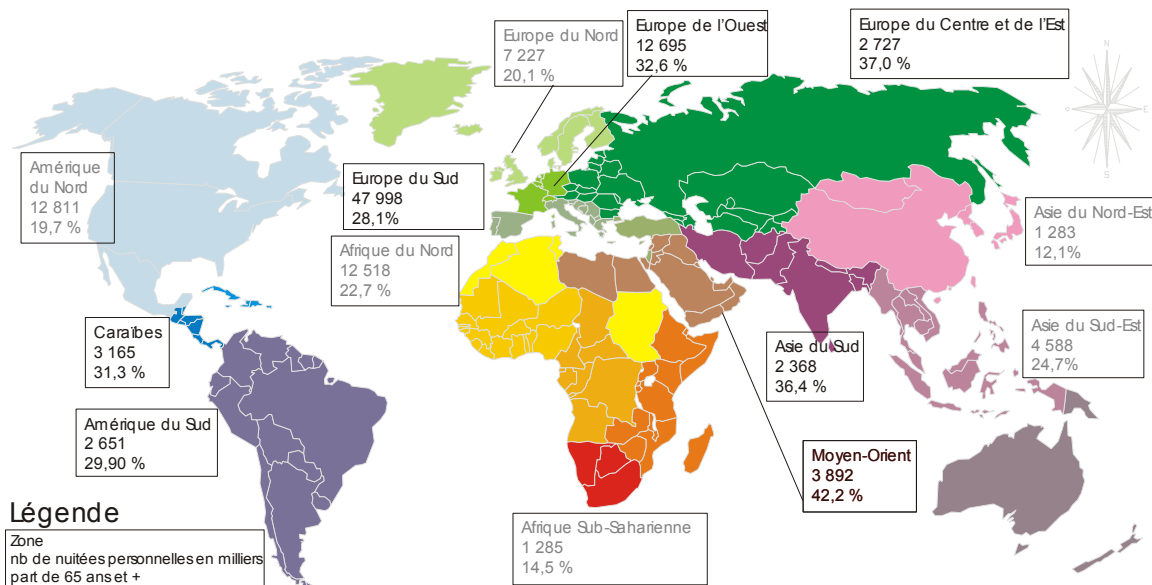 Europe du Nord
7 227
20,1 %
Europe de l'Ouest
12 695
32,6 %
Europe du Centre et de l'Est
2 727
37,0 %
N
E
S
O
Amérique
du Nord
12 811
19,7 %
Europe du Sud
47 998
28,1%
Afrique du Nord
12 518
22,7 %
Asie du Nord-Est
1 283
12,1%
Caraïbes
3 165
31,3 %
Asie du Sud
2 368
36,4 %
Asie du Sud-Est
4 588
24,7%
Amérique du Sud
2 651
29,90 %
Moyen-Orient
3 892
42,2 %
Afrique Sub-Saharienne
1 285
14,5 %
Légende
Zone
nb de nuitées personnelles en milliers
part de 65 ans et +